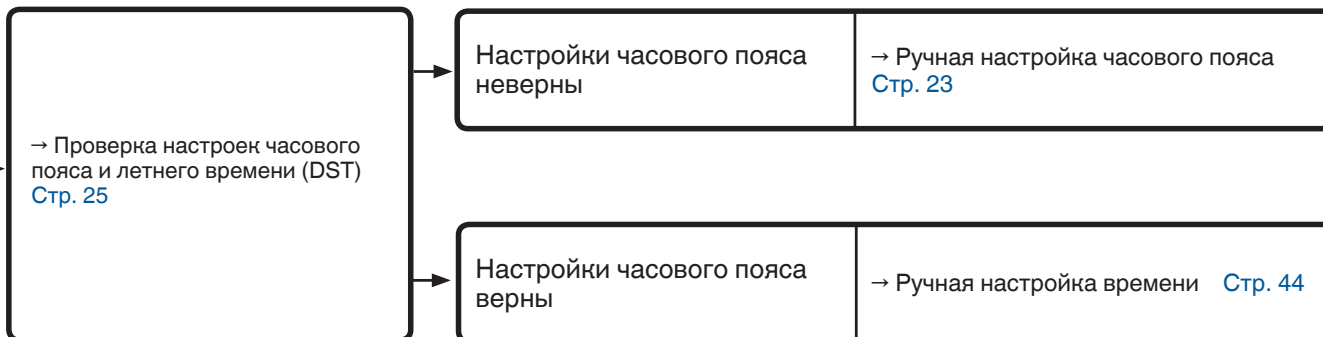 → Проверка настроек часового
пояса и летнего времени (DST)
Стр. 25
Настройки часового пояса
неверны
→ Ручная настройка часового пояса
Стр. 23
Настройки часового пояса
верны
→ Ручная настройка времени Стр. 44